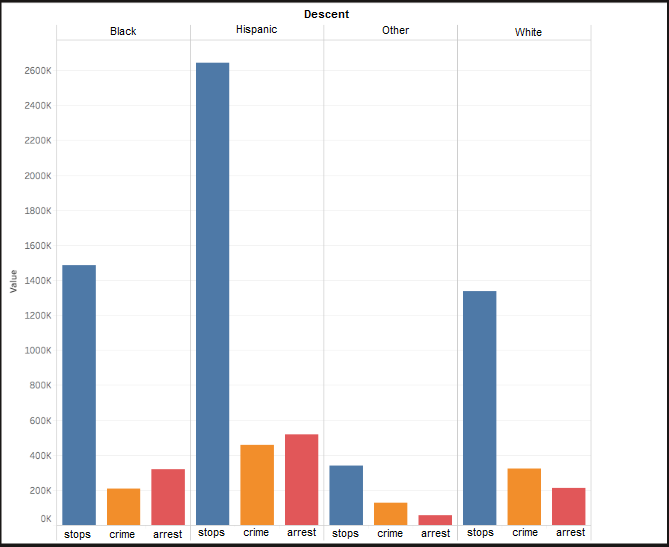 Descent
Black Hispanic Other White
2600K
2400K
2200K
2000K
1800K
1600K
1400K
1200K
1000K
800K
600K
400K
200K
0K
Value
stops crime arrest stops crime arrest stops crime arrest stops crime arrest